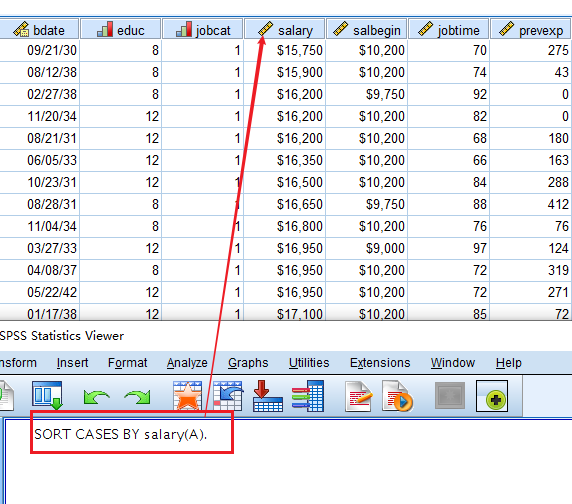 bdate educ jobcat salary salbegin jobtime prevexp
09/21/30 8 1 $15,750 $10,200 70 275
08/12/38 8 1 $15,900 $10,200 74 43
02/27/38 8 1 $16,200 $9,750 92 0
11/20/34 12 1 $16,200 $10,200 82 0
08/21/31 12 1 $16,200 $10,200 68 180
06/05/33 12 1 $16,350 $10,200 66 163
10/23/31 12 1 $16,500 $10,200 84 288
08/28/31 8 1 $16,650 $9,750 88 412
11/04/34 8 1 $16,800 $10,200 76 76
03/27/33 12 1 $16,950 $9,000 97 124
04/08/37 8 1 $16,950 $10,200 72 319
05/22/42 12 1 $16,950 $10,200 72 271
01/17/38 12 1 $17,100 $10,200 85 72
SPSS Statistics Viewer
nsform Insert Format Analyze Graphs Utilities Extensions Window Help
SORT CASES BY salary(A).